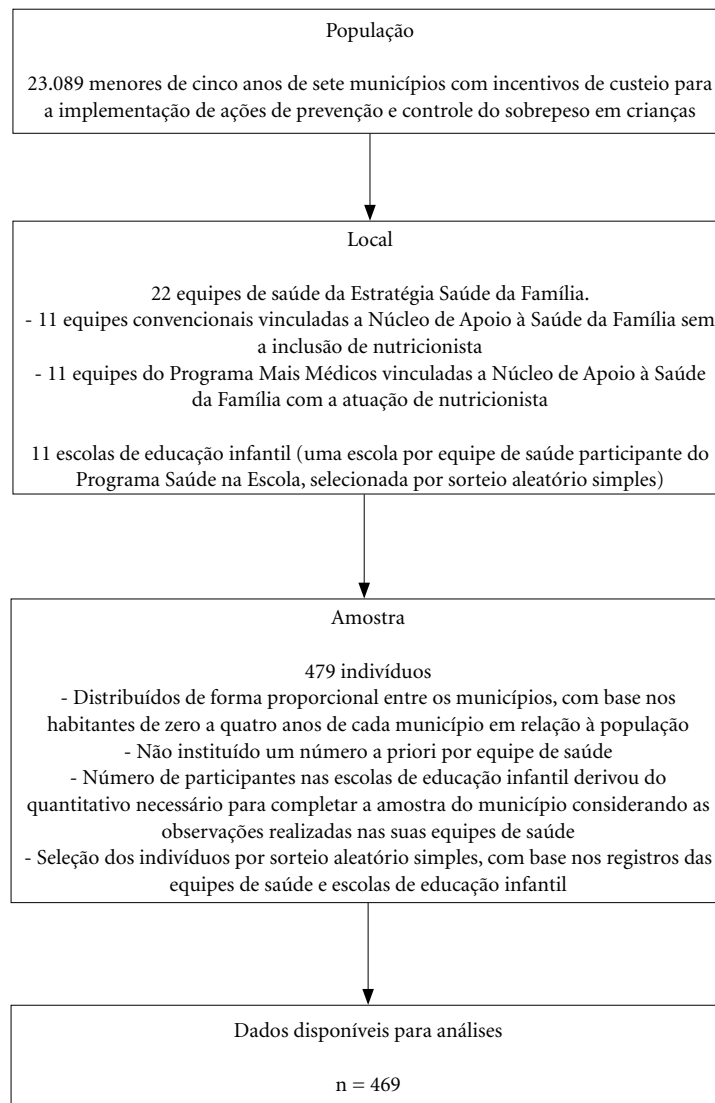 População
23.089 menores de cinco anos de sete municípios com incentivos de custeio para
a implementação de ações de prevenção e controle do sobrepeso em crianças
Local
22 equipes de saúde da Estratégia Saúde da Família.
- 11 equipes convencionais vinculadas a Núcleo de Apoio à Saúde da Família sem
a inclusão de nutricionista
- 11 equipes do Programa Mais Médicos vinculadas a Núcleo de Apoio à Saúde
da Família com a atuação de nutricionista
11 escolas de educação infantil (uma escola por equipe de saúde participante do
Programa Saúde na Escola, selecionada por sorteio aleatório simples)
Amostra
479 indivíduos
- Distribuídos de forma proporcional entre os municípios, com base nos
habitantes de zero a quatro anos de cada município em relação à população
- Não instituído um número a priori por equipe de saúde
- Número de participantes nas escolas de educação infantil derivou do
quantitativo necessário para completar a amostra do município considerando as
observações realizadas nas suas equipes de saúde
- Seleção dos indivíduos por sorteio aleatório simples, com base nos registros das
equipes de saúde e escolas de educação infantil
Dados disponíveis para análises
n = 469